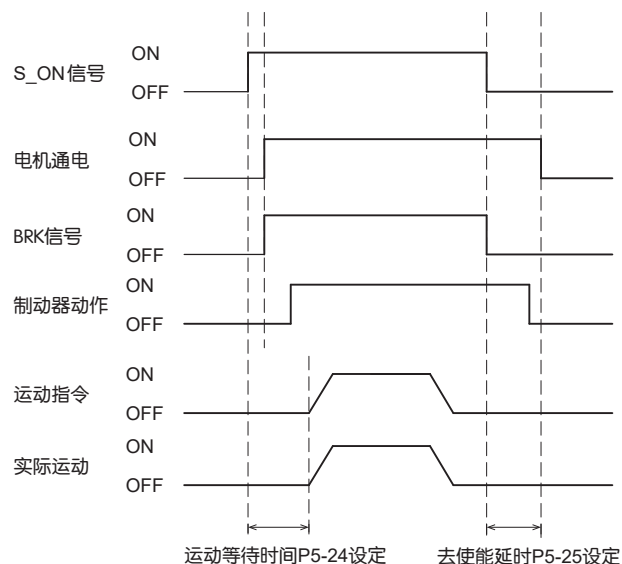 ON
S_ON信号
OFF
ON
电机通电
OFF
ON
BRK信号
OFF
ON
制动器动作
OFF
ON
运动指令
OFF
ON
实际运动
OFF
运动等待时间P5-24设定 去使能延时P5-25设定